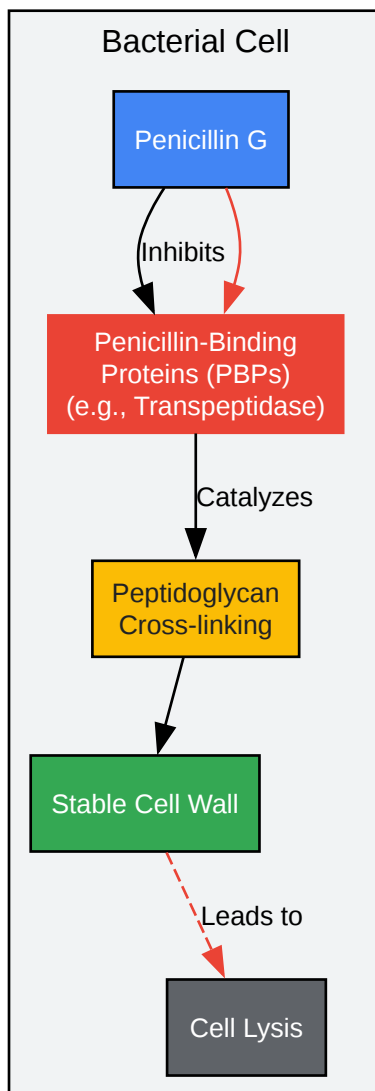 Bacterial Cell
Penicillin G
Inhibits
Penicillin-Binding
Proteins (PBPs)
(e.g., Transpeptidase)
Catalyzes
Peptidoglycan
Cross-linking
Stable Cell Wall
Leads to
Cell Lysis